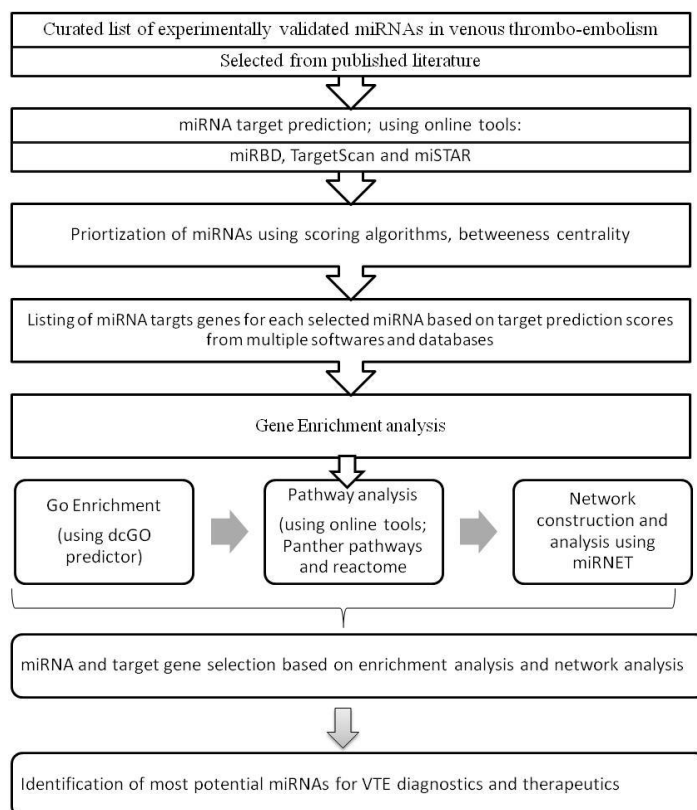 Curated list of experimentally validated miRNAs in venous thrombo-embolism
Selected from published literature
miRNA target prediction; using online tools:
miRBD, TargetScan and miSTAR
Priortization of miRNAs using scoring algorithms, betweeness centrality
Listing of miRNA targts genes for each selected miRNA based on target prediction scores
from multiple softwares and databases
Gene Enrichment analysis
Go Enrichment
(using dcGO
predictor)
Pathway analysis
(using online tools;
Panther pathways
and reactome
Network
construction and
analysis using
miRNET
miRNA and target gene selection based on enrichment analysis and network analysis
Identification of most potential miRNAs for VTE diagnostics and therapeutics